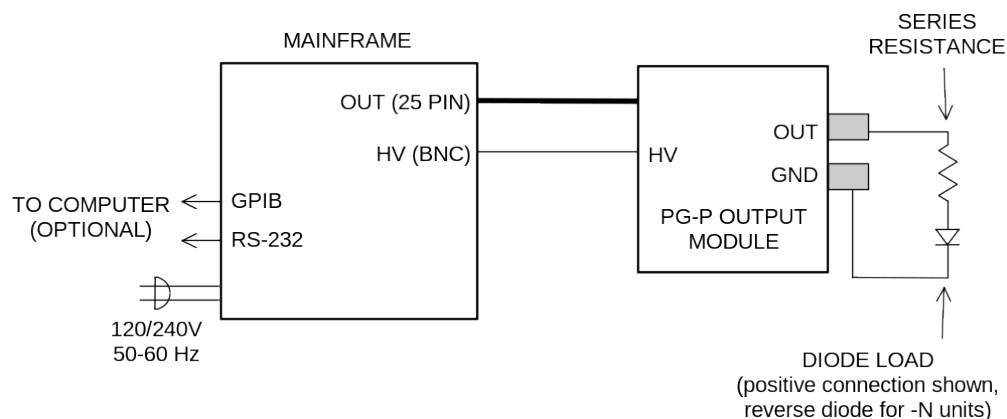 SERIES
RESISTANCE
MAINFRAME
OUT (25 PIN)
HV (BNC)
GPIB
RS-232
TO COMPUTER
(OPTIONAL)
120/240V
50-60 Hz
OUT
HV
GND
PG-P OUTPUT
MODULE
DIODE LOAD
(positive connection shown,
reverse diode for -N units)